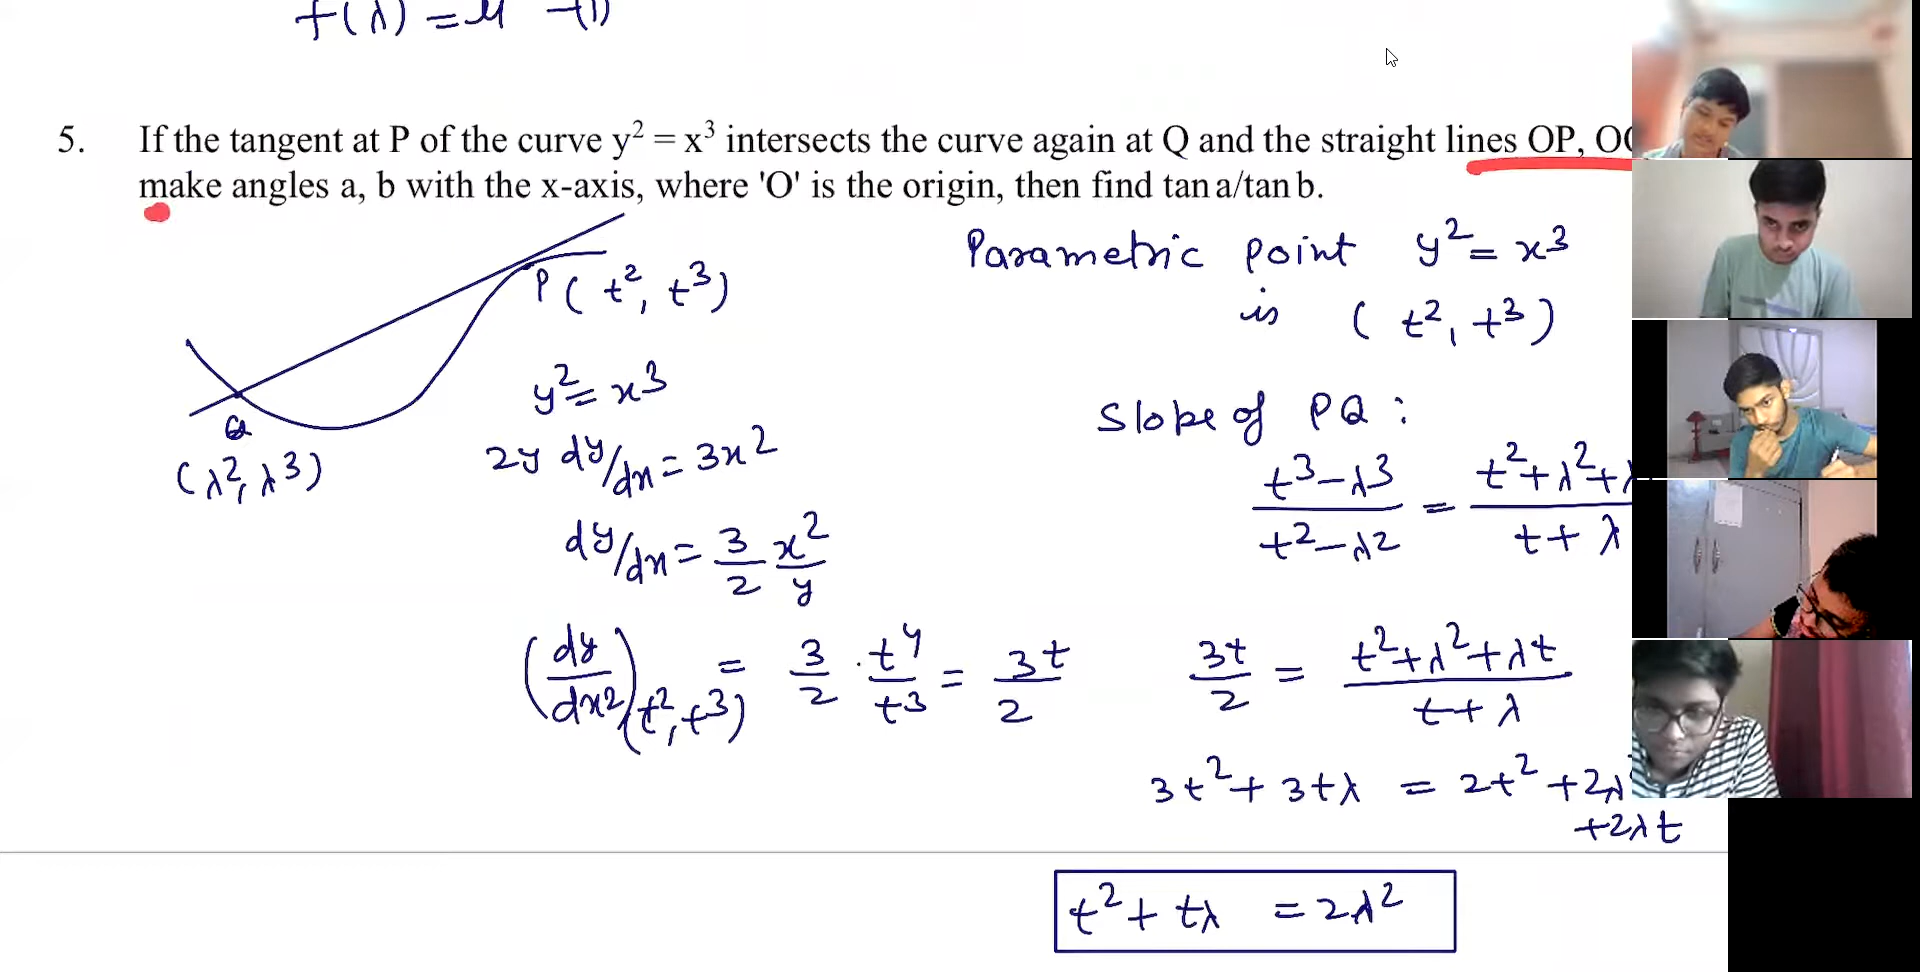 f(λ) = μ —(1)
5. If the tangent at P of the curve y² = x³ intersects the curve again at Q and the straight lines OP,
make angles a, b with the x-axis, where 'O' is the origin, then find tan a/tan b.
Parametric point y² = x³
is (t², t³)
P(t², t³)
Q
(λ², λ³)
y² = x³
2y dy/dx = 3x²
dy/dx = 3/2 x²/y
(dy/dx²)(t², t³) = 3/2 . t⁴/t³ = 3t/2
Slope of PQ :
t³-λ³/t²-λ² = t²+λ²+λ/t+λ
3t/2 = t²+λ²+λt/t+λ
3t² + 3tλ = 2t² + 2λ
+2λt
t² + tλ = 2λ²